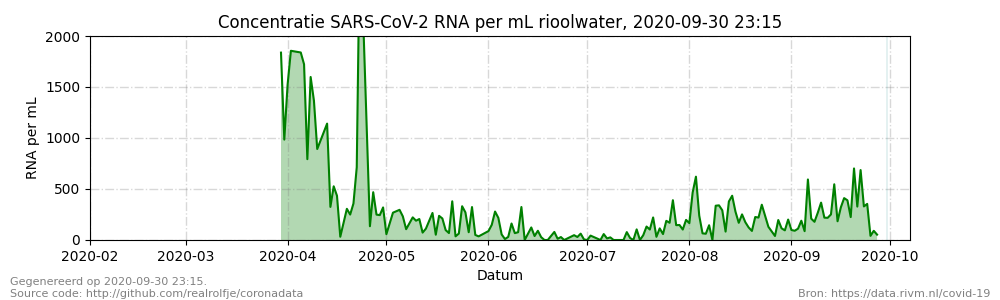 Concentratie SARS-CoV-2 RNA per mL rioolwater, 2020-09-30 23:15
2000
1500
1000
500
0
RNA per mL
2020-02 2020-03 2020-04 2020-05 2020-06 2020-07 2020-08 2020-09 2020-10
Datum
Gegenereerd op 2020-09-30 23:15.
Source code: http://github.com/realrolfje/coronadata
Bron: https://data.rivm.nl/covid-19